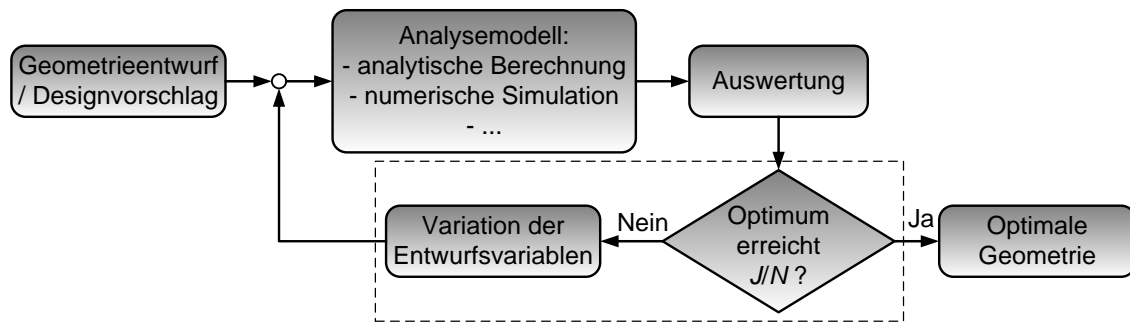 Geometrieentwurf
/ Designvorschlag
Analysemodell:
- analytische Berechnung
- numerische Simulation
- ...
Auswertung
Variation der
Entwurfsvariablen
Nein
Optimum
erreicht
J/N ?
Ja
Optimale
Geometrie